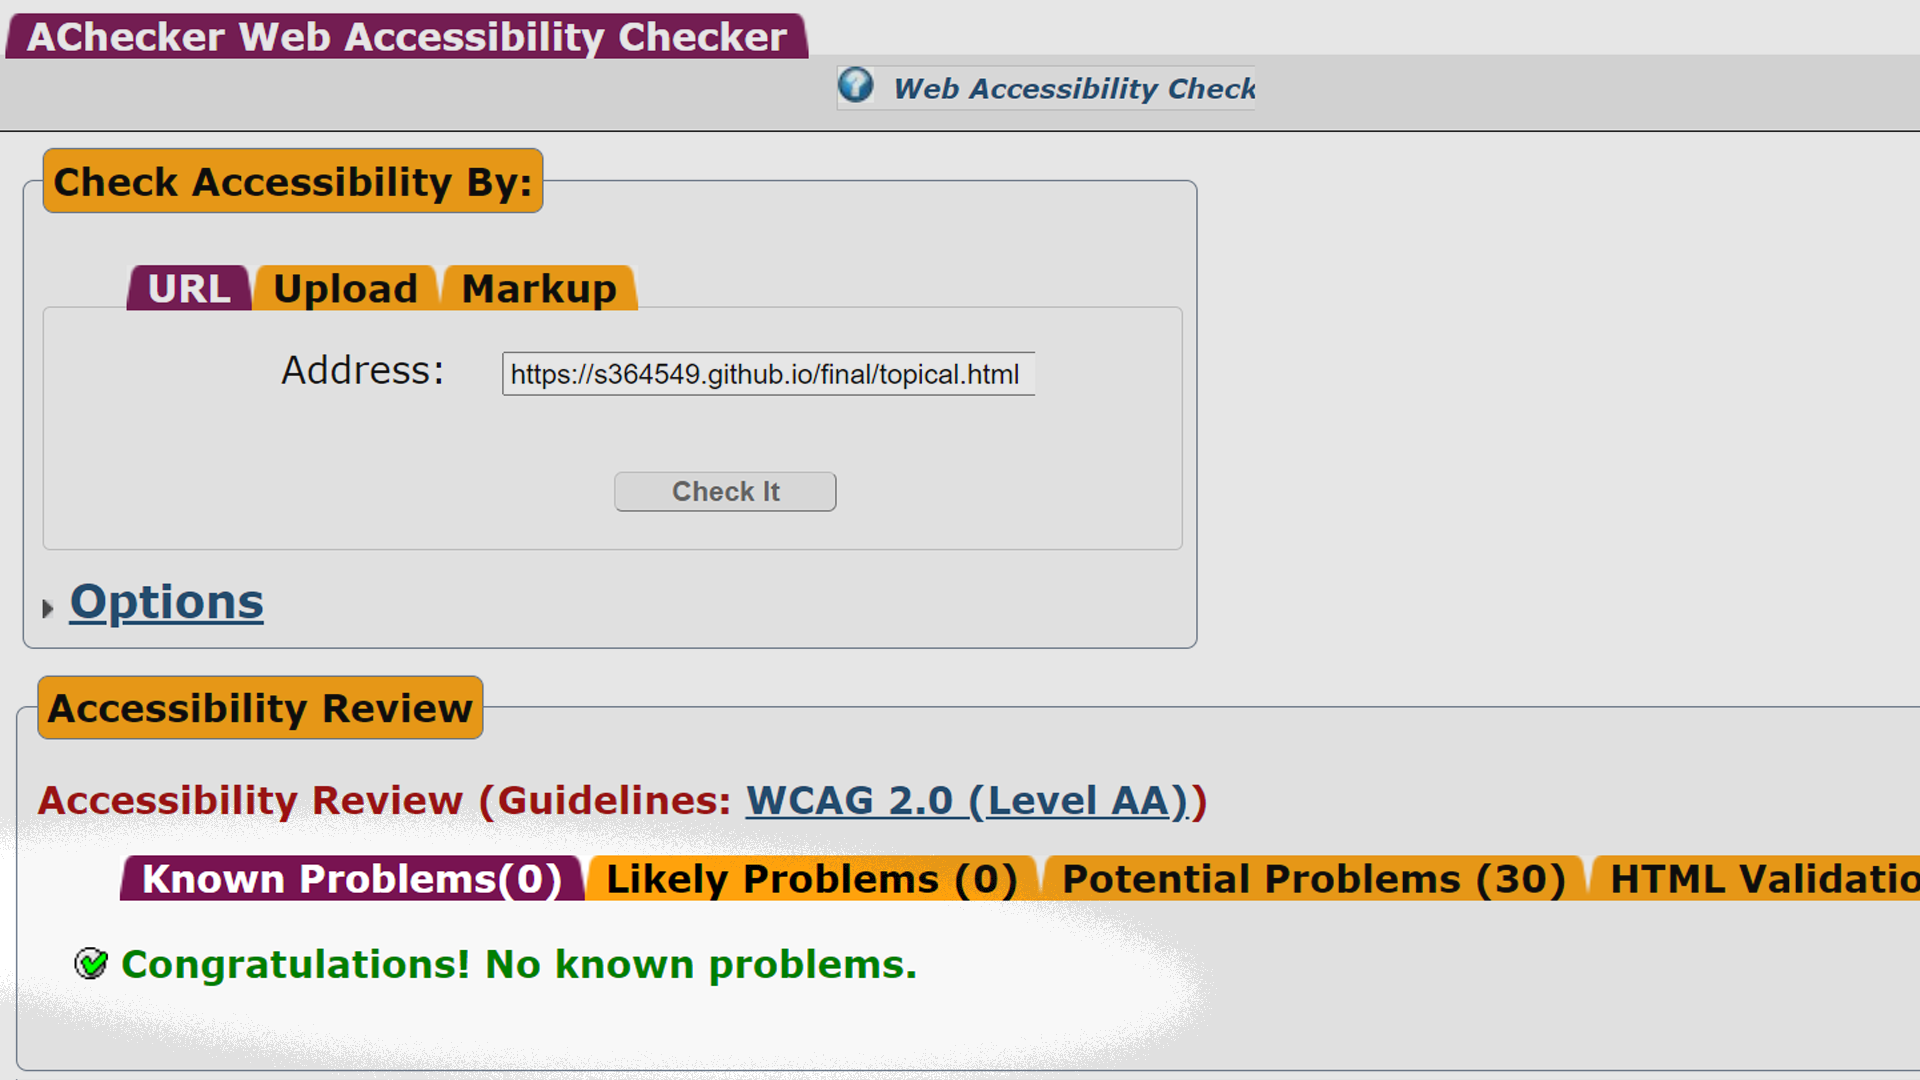 AChecker Web Accessibility Checker
Web Accessibility Check
Check Accessibility By:
URL Upload Markup
Address: https://s364549.github.io/final/topical.html
Check It
Options
Accessibility Review
Accessibility Review (Guidelines: WCAG 2.0 (Level AA))
Known Problems(0) Likely Problems (0) Potential Problems (30) HTML Validatio
Congratulations! No known problems.